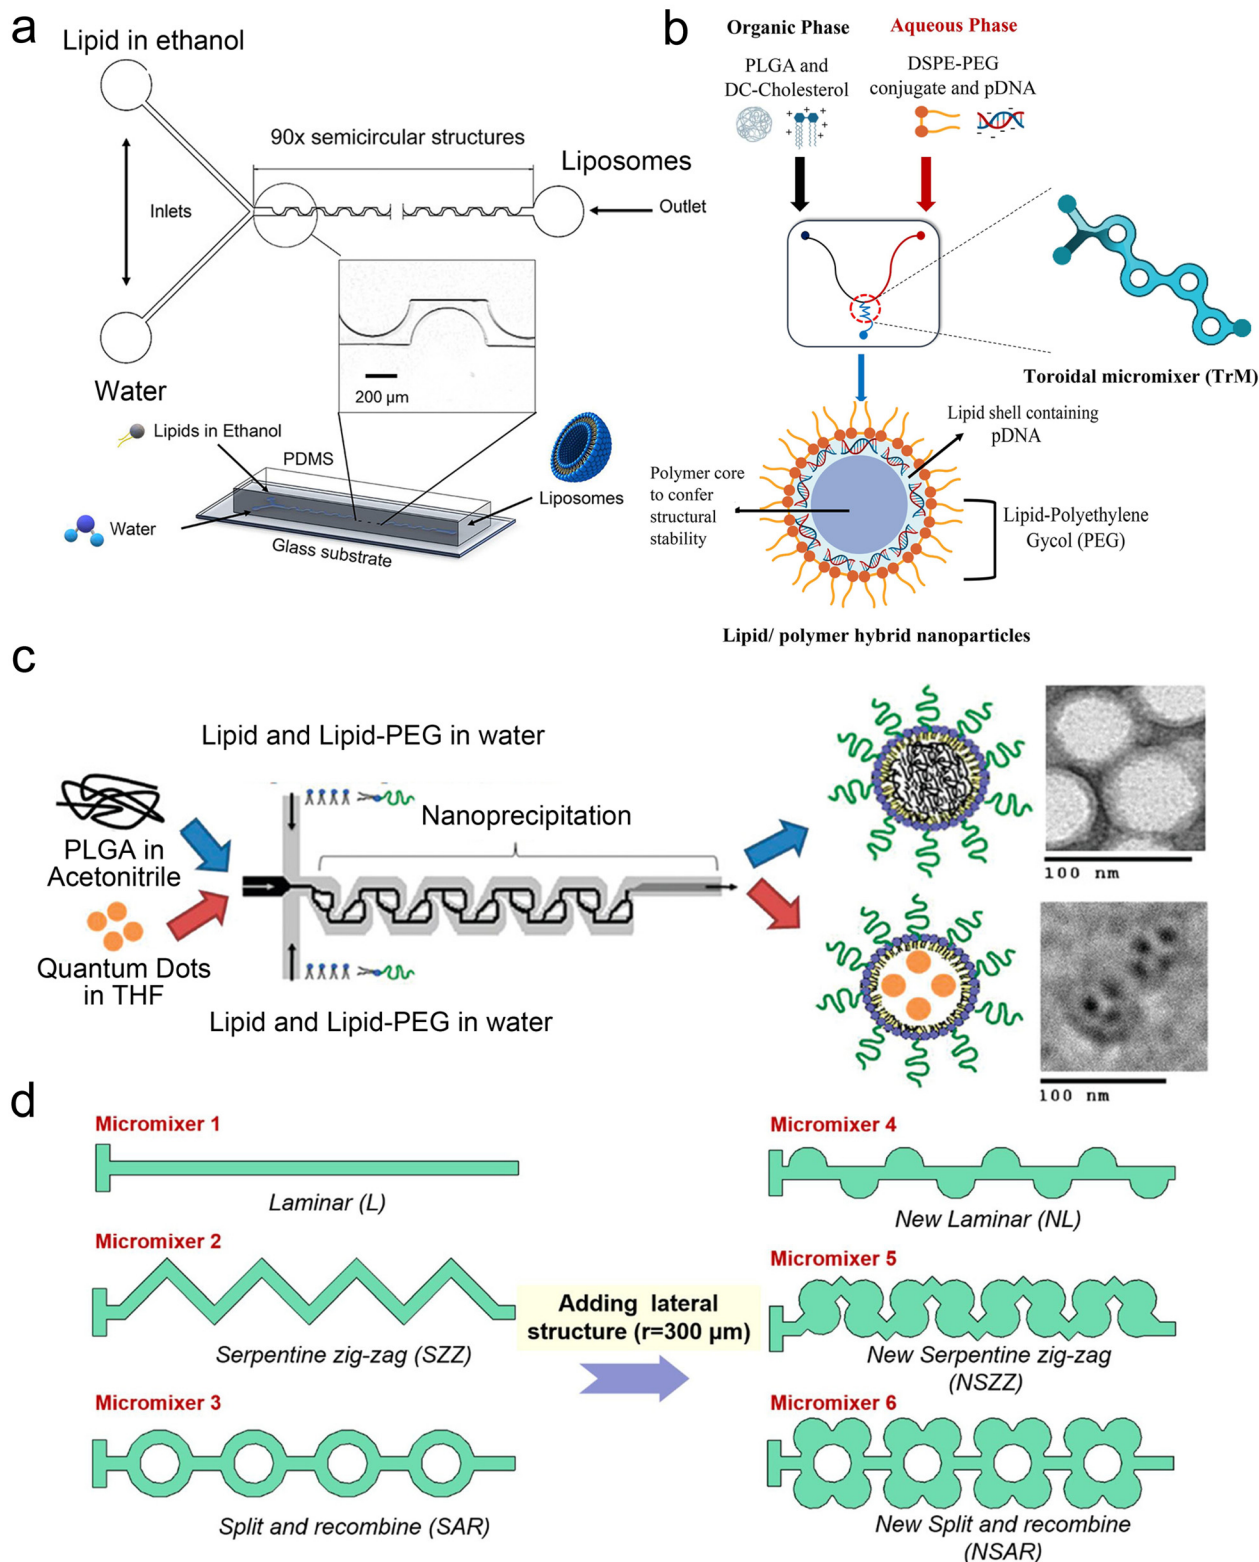 a
Lipid in ethanol
90x semicircular structures
Liposomes
Inlets
Outlet
200 µm
Water
Lipids in Ethanol
PDMS
Water
Liposomes
Glass substrate
b
Organic Phase
Aqueous Phase
PLGA and
DC-Cholesterol
DSPE-PEG
conjugate and pDNA
Toroidal micromixer (TrM)
Lipid shell containing
pDNA
Polymer core
to confer
structural
stability
Lipid-Polyethylene
Gycol (PEG)
Lipid/ polymer hybrid nanoparticles
c
Lipid and Lipid-PEG in water
Nanoprecipitation
PLGA in
Acetonitrile
Quantum Dots
in THF
Lipid and Lipid-PEG in water
100 nm
100 nm
d
Micromixer 1
Laminar (L)
Micromixer 2
Serpentine zig-zag (SZZ)
Micromixer 3
Split and recombine (SAR)
Adding lateral
structure (r=300 µm)
Micromixer 4
New Laminar (NL)
Micromixer 5
New Serpentine zig-zag
(NSZZ)
Micromixer 6
New Split and recombine
(NSAR)